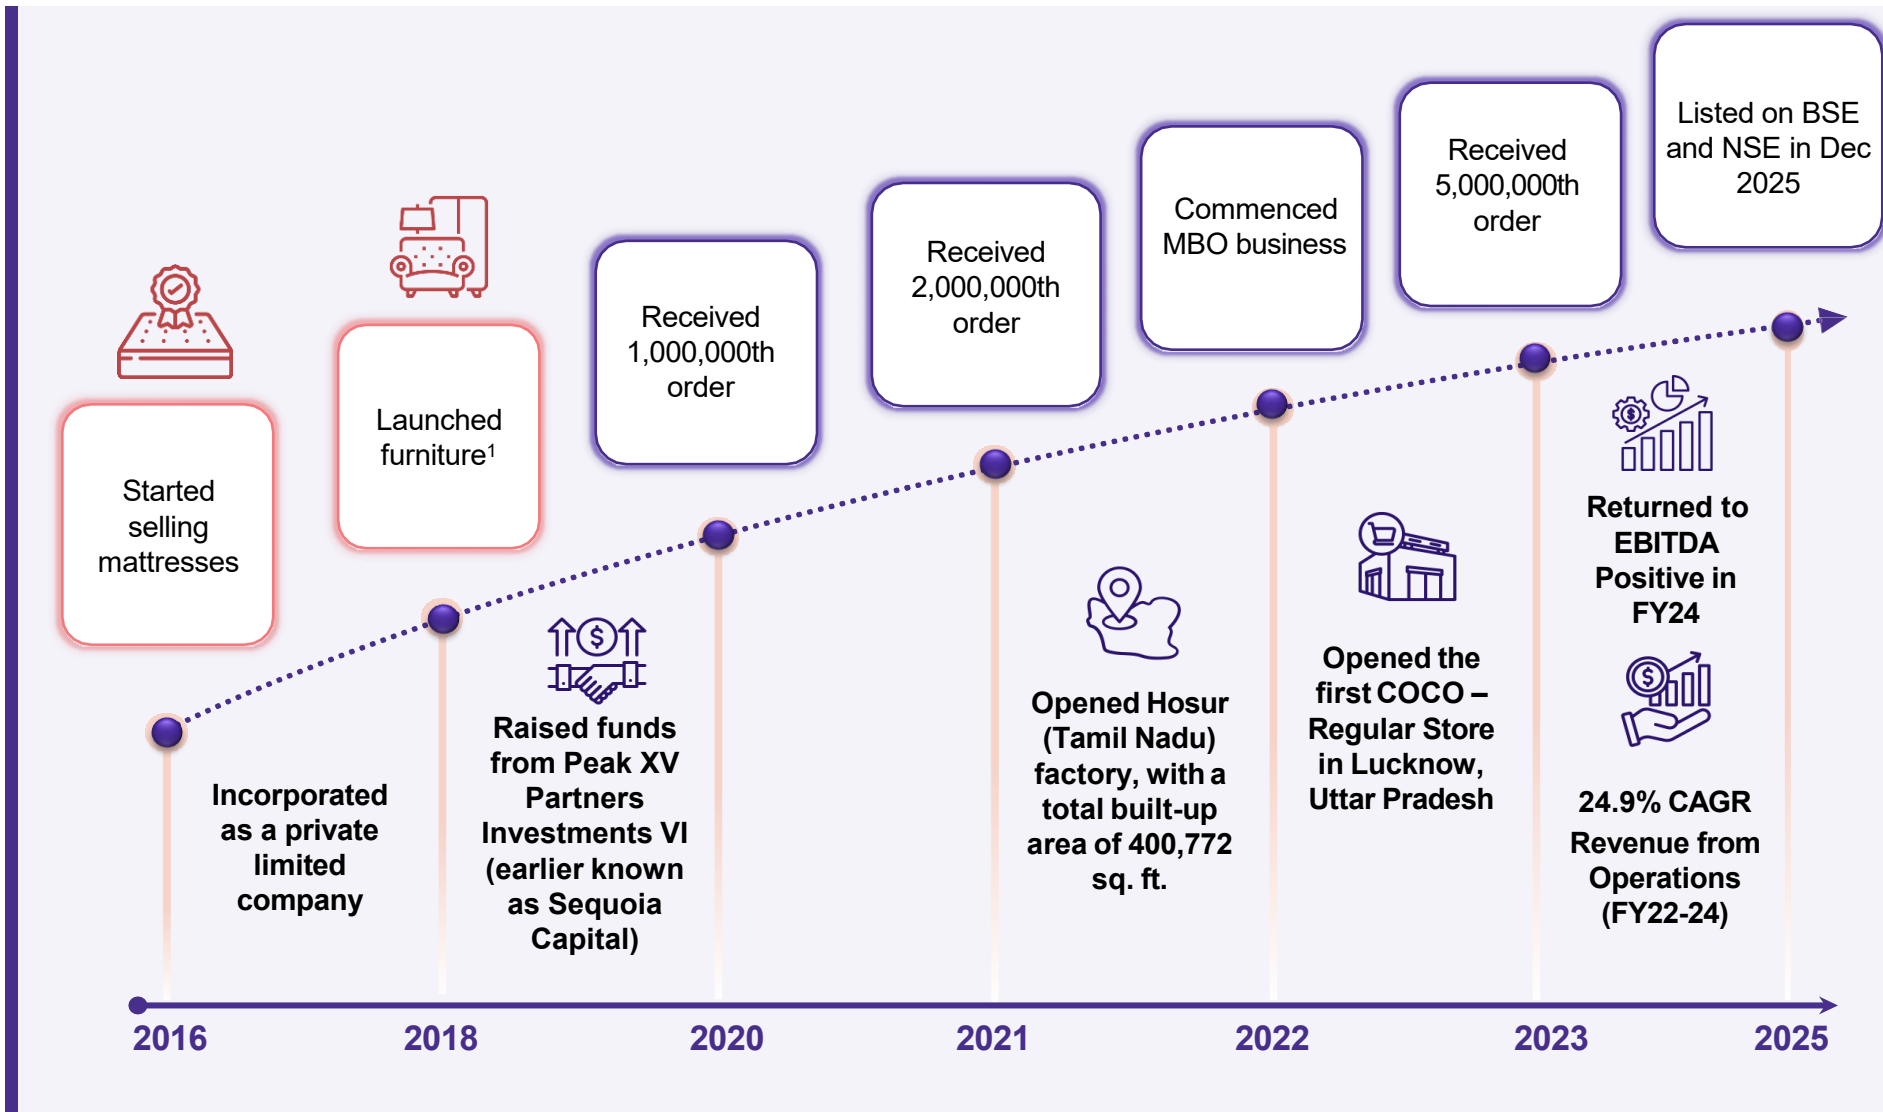 Started
selling
mattresses
Launched
furniture¹
Received
1,000,000th
order
Received
2,000,000th
order
Commenced
MBO business
Received
5,000,000th
order
Listed on BSE
and NSE in Dec
2025
Incorporated
as a private
limited
company
Raised funds
from Peak XV
Partners
Investments VI
(earlier known
as Sequoia
Capital)
Opened Hosur
(Tamil Nadu)
factory, with a
total built-up
area of 400,772
sq. ft.
Opened the
first COCO –
Regular Store
in Lucknow,
Uttar Pradesh
Returned to
EBITDA
Positive in
FY24
24.9% CAGR
Revenue from
Operations
(FY22-24)
2016
2018
2020
2021
2022
2023
2025